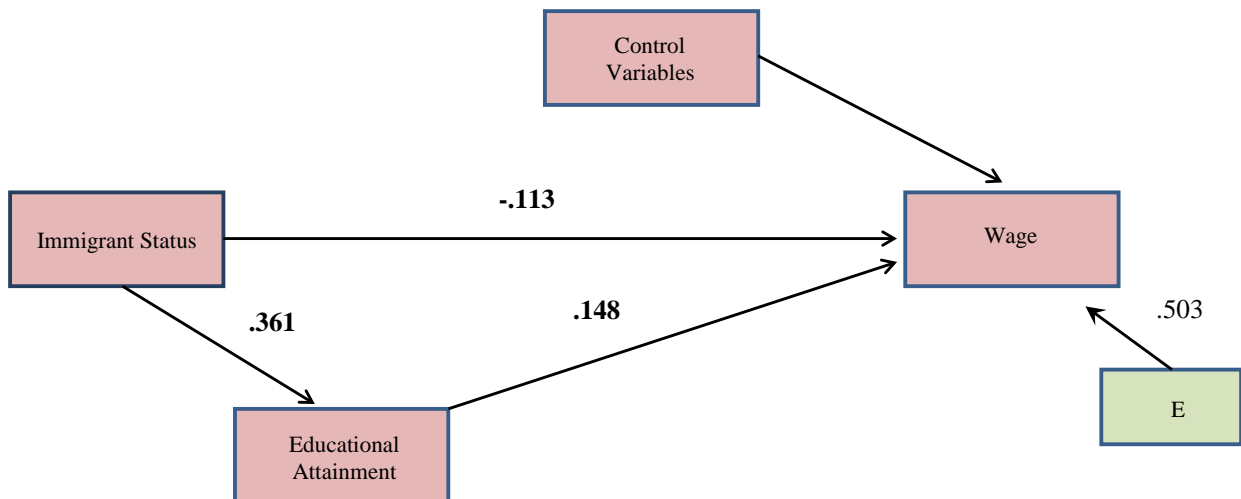 Control
Variables
-.113
Immigrant Status
Wage
.361
.148
.503
E
Educational
Attainment